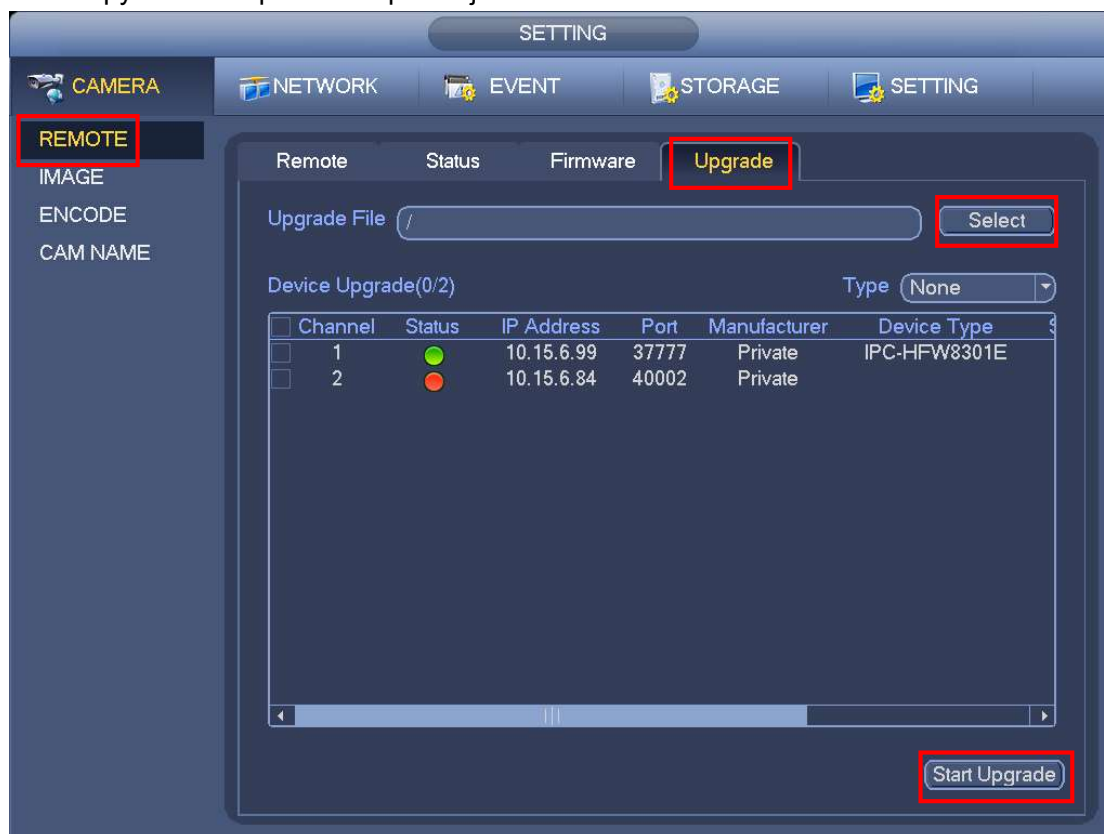 SETTING
CAMERA NETWORK EVENT STORAGE SETTING
REMOTE
IMAGE
ENCODE
CAM NAME
Remote Status Firmware Upgrade
Upgrade File / Select
Device Upgrade(0/2) Type None
Channel Status IP Address Port Manufacturer Device Type
1 10.15.6.99 37777 Private IPC-HFW8301E
2 10.15.6.84 40002 Private
Start Upgrade